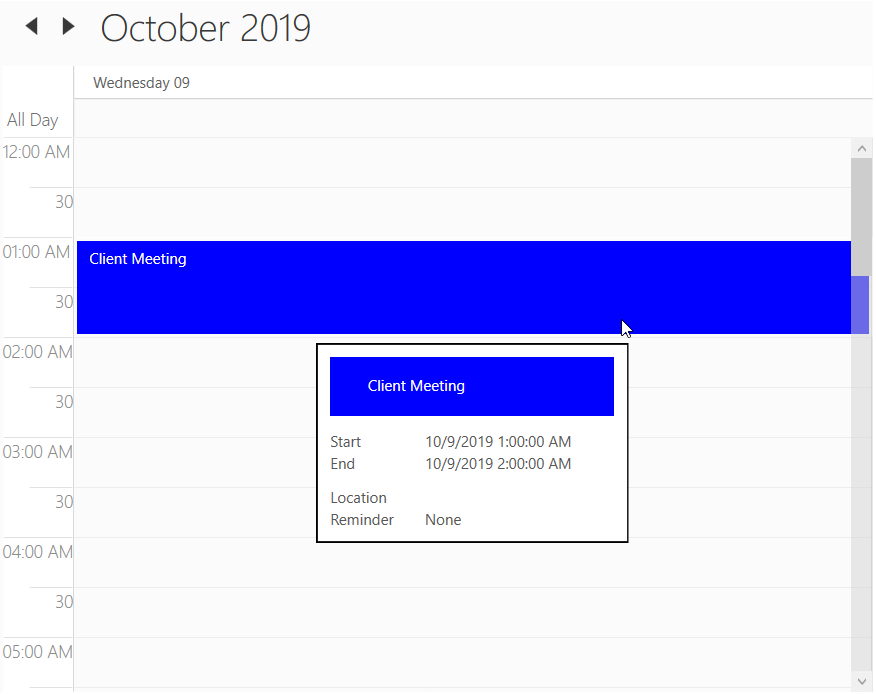 October 2019
Wednesday 09
All Day
12:00 AM
30
01:00 AM
Client Meeting
30
02:00 AM
Client Meeting
30
Start 10/9/2019 1:00:00 AM
03:00 AM
End 10/9/2019 2:00:00 AM
Location
30
Reminder None
04:00 AM
30
05:00 AM